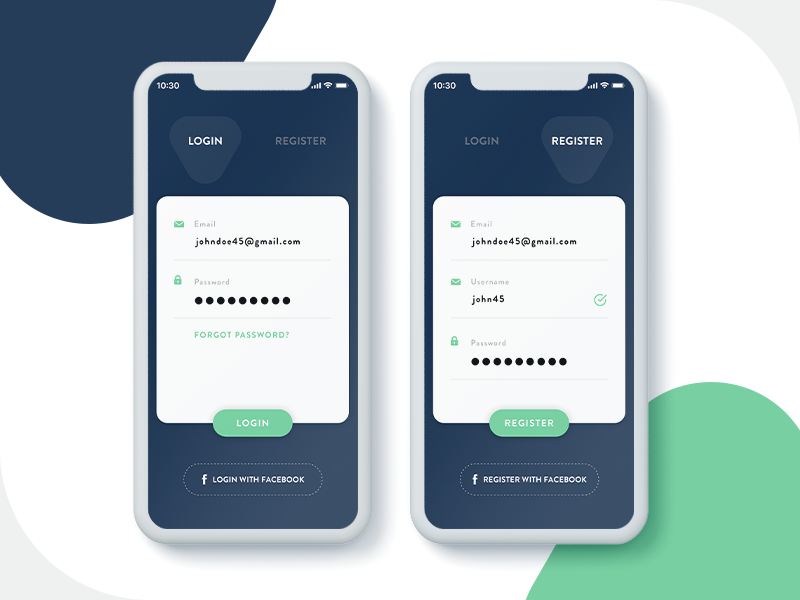 10:30
LOGIN REGISTER
Email
johndoe45@gmail.com
Password
●●●●●●●●●
FORGOT PASSWORD?
LOGIN
f LOGIN WITH FACEBOOK
10:30
LOGIN REGISTER
Email
johndoe45@gmail.com
Username
john45
Password
●●●●●●●●●
REGISTER
f REGISTER WITH FACEBOOK